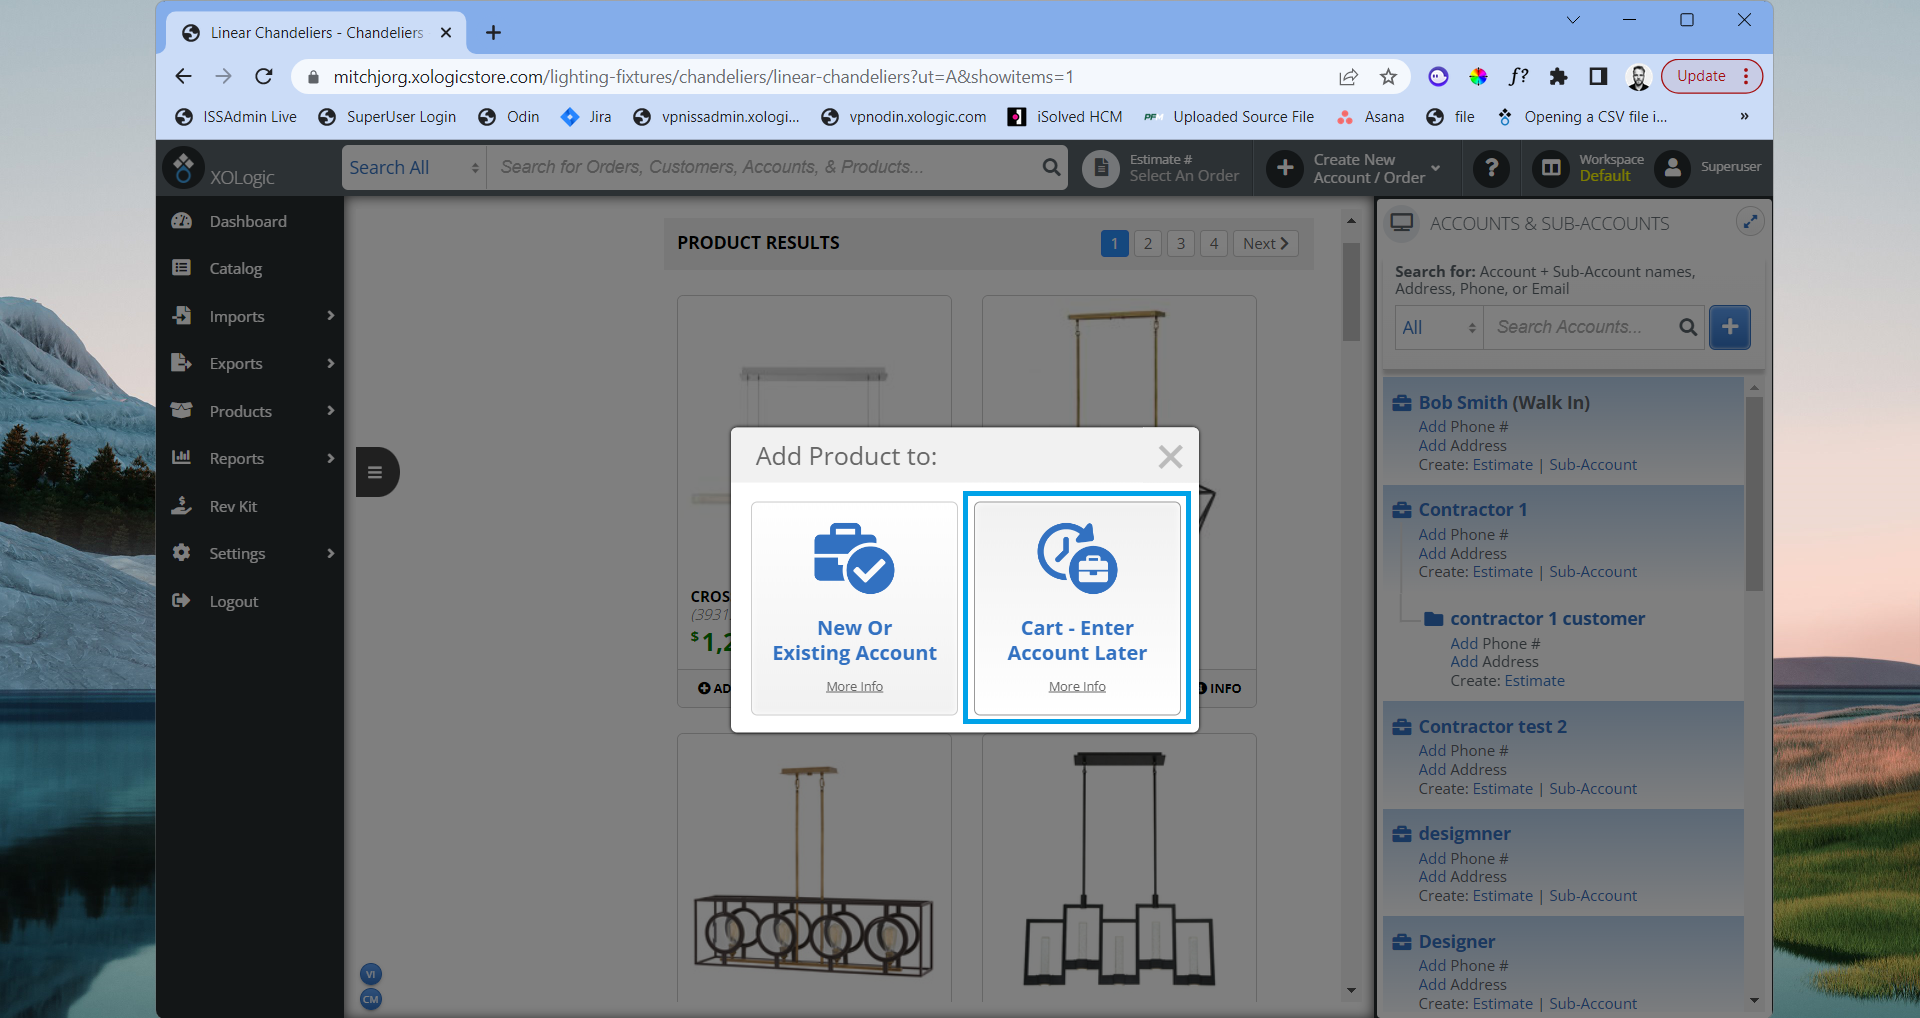 Linear Chandeliers - Chandeliers
mitchjorg.xologicstore.com/lighting-fixtures/chandeliers/linear-chandeliers?ut=A&showitems=1
f?
Update
ISSAdmin Live
SuperUser Login
Odin
Jira
vpnissadmin.xologi...
vpnodin.xologic.com
iSolved HCM
Uploaded Source File
Asana
file
Opening a CSV file i...
»
XOLogic
Search All
Search for Orders, Customers, Accounts, & Products...
Estimate #
Select An Order
Create New
Account / Order
?
Workspace
Default
Superuser
Dashboard
Catalog
Imports
Exports
Products
Reports
Rev Kit
Settings
Logout
PRODUCT RESULTS
1
2
3
4
Next
Add Product to:
New Or
Existing Account
More Info
Cart - Enter
Account Later
More Info
CROS
(3931
$1,2
AD
INFO
VI
CM
ACCOUNTS & SUB-ACCOUNTS
Search for: Account + Sub-Account names,
Address, Phone, or Email
All
Search Accounts...
Bob Smith (Walk In)
Add Phone #
Add Address
Create: Estimate | Sub-Account
Contractor 1
Add Phone #
Add Address
Create: Estimate | Sub-Account
contractor 1 customer
Add Phone #
Add Address
Create: Estimate
Contractor test 2
Add Phone #
Add Address
Create: Estimate | Sub-Account
desigmner
Add Phone #
Add Address
Create: Estimate | Sub-Account
Designer
Add Phone #
Add Address
Create: Estimate | Sub-Account